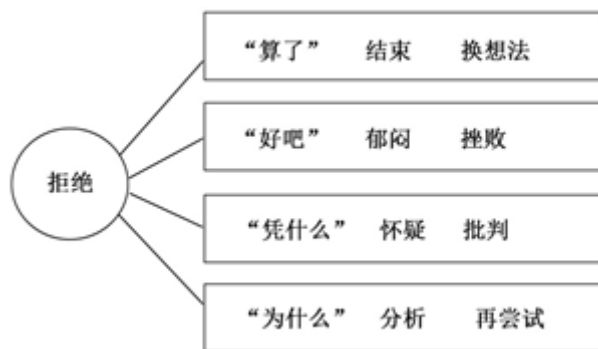 “算了” 结束 换想法
“好吧” 郁闷 挫败
拒绝
“凭什么” 怀疑 批判
“为什么” 分析 再尝试